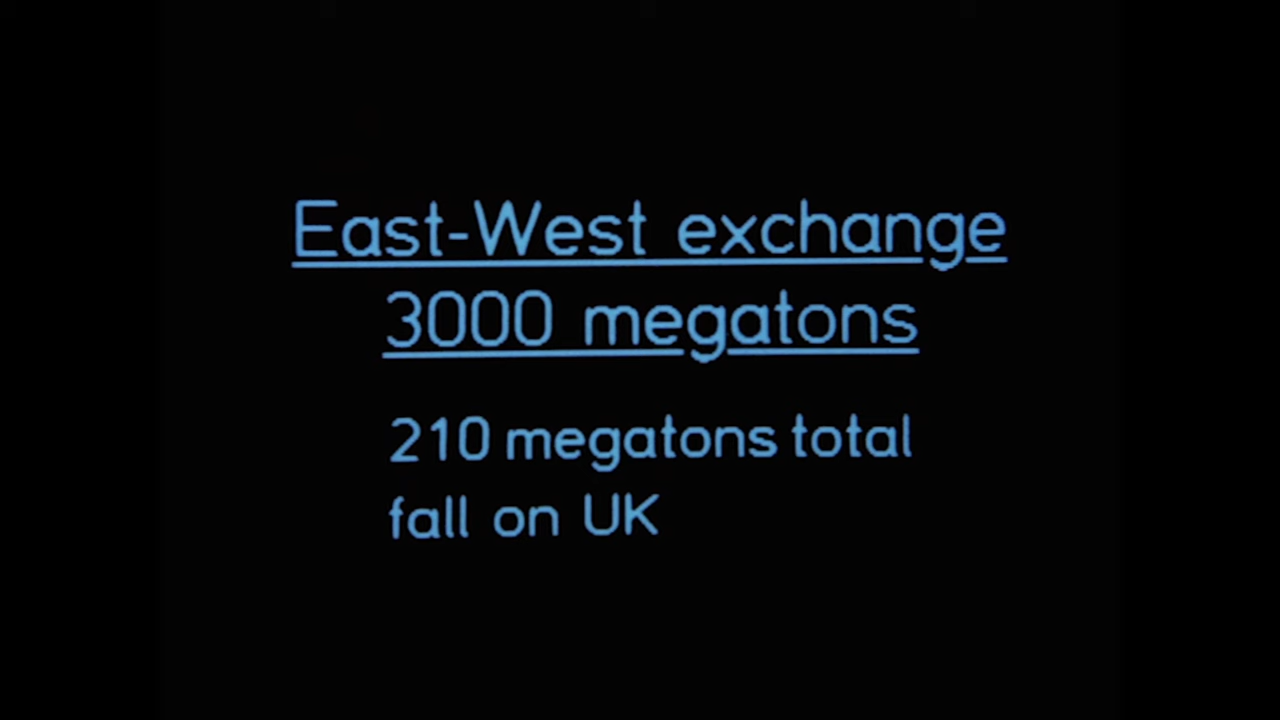 East-West exchange
3000 megatons
210 megatons total
fall on UK